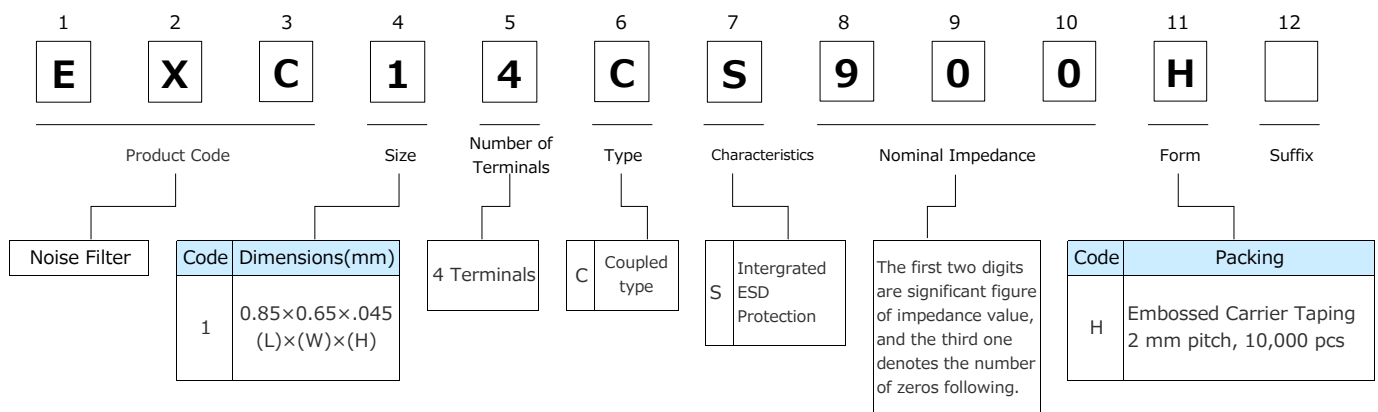 1 2 3 4 5 6 7 8 9 10 11 12
E X C 1 4 C S 9 0 0 H
Product Code
Size
Number of
Terminals
Type
Characteristics
Nominal Impedance
Form
Suffix
Noise Filter
Code Dimensions(mm)
1
0.85×0.65×.045
(L)×(W)×(H)
4 Terminals
C
Coupled
type
S
Intergrated
ESD
Protection
The first two digits
are significant figure
of impedance value,
and the third one
denotes the number
of zeros following.
Code Packing
H
Embossed Carrier Taping
2 mm pitch, 10,000 pcs